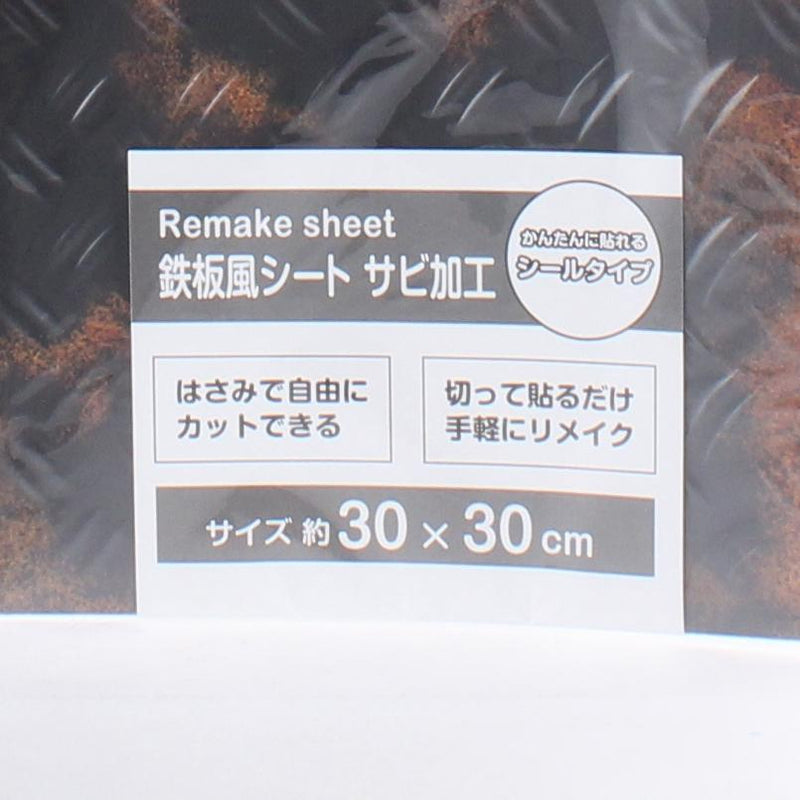 Remake sheet
鉄板風シート サビ加工
かんたんに貼れる
シールタイプ
はさみで自由に
カットできる
切って貼るだけ
手軽にリメイク
サイズ 約30×30cm